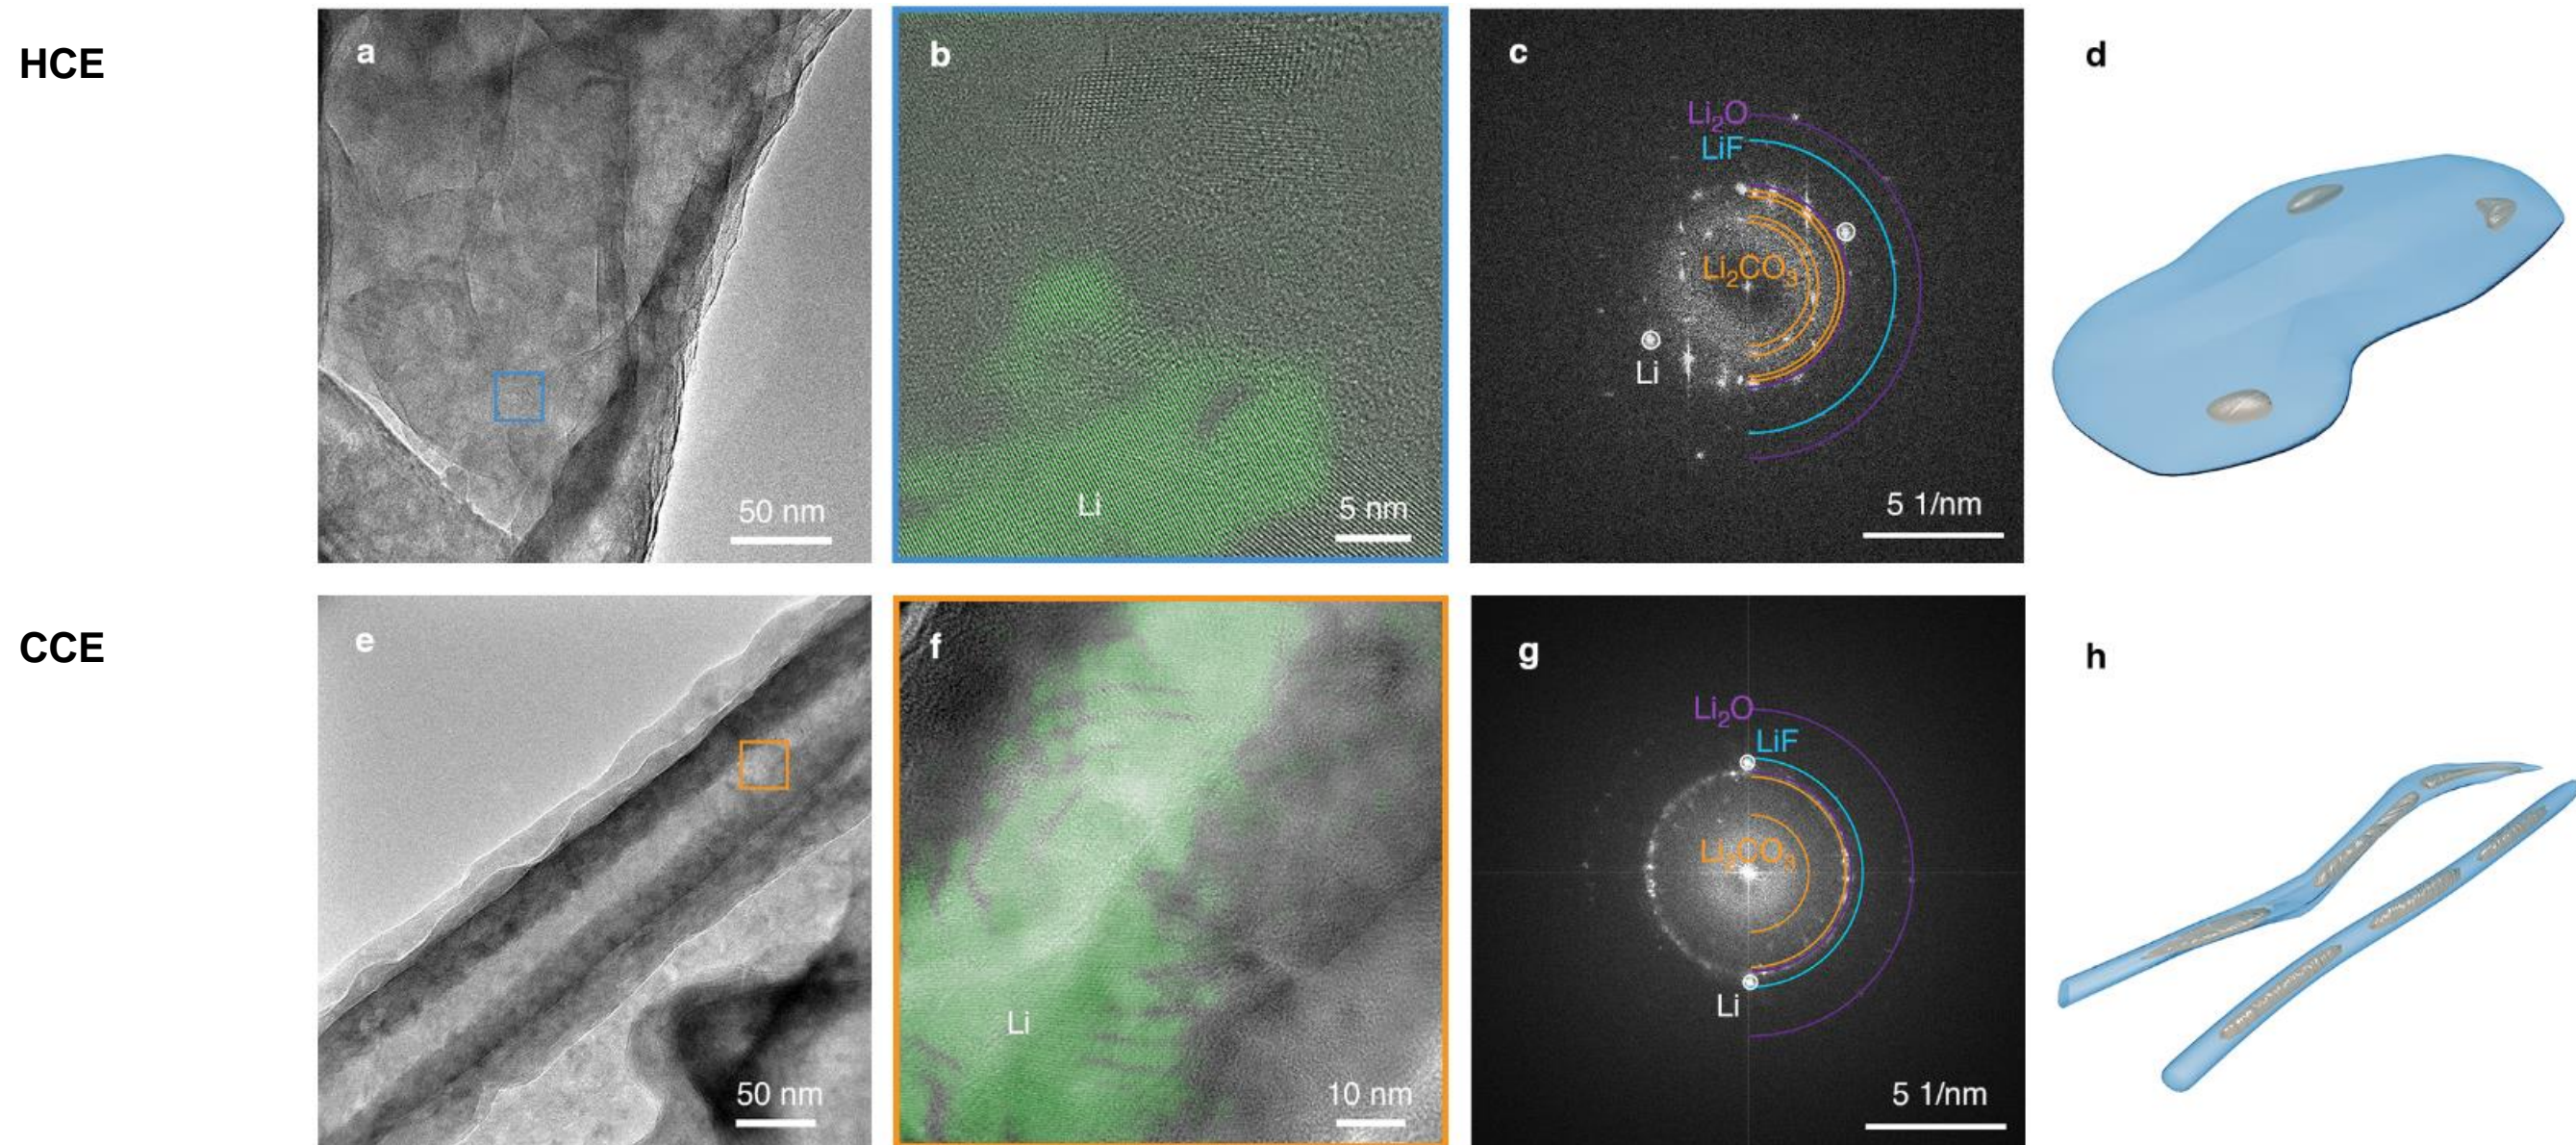 HCE
a
50 nm
b
Li
5 nm
c
Li₂O
LiF
Li₂CO₃
Li
5 1/nm
d
CCE
e
50 nm
f
Li
10 nm
g
Li₂O
LiF
Li₂CO₃
Li
5 1/nm
h